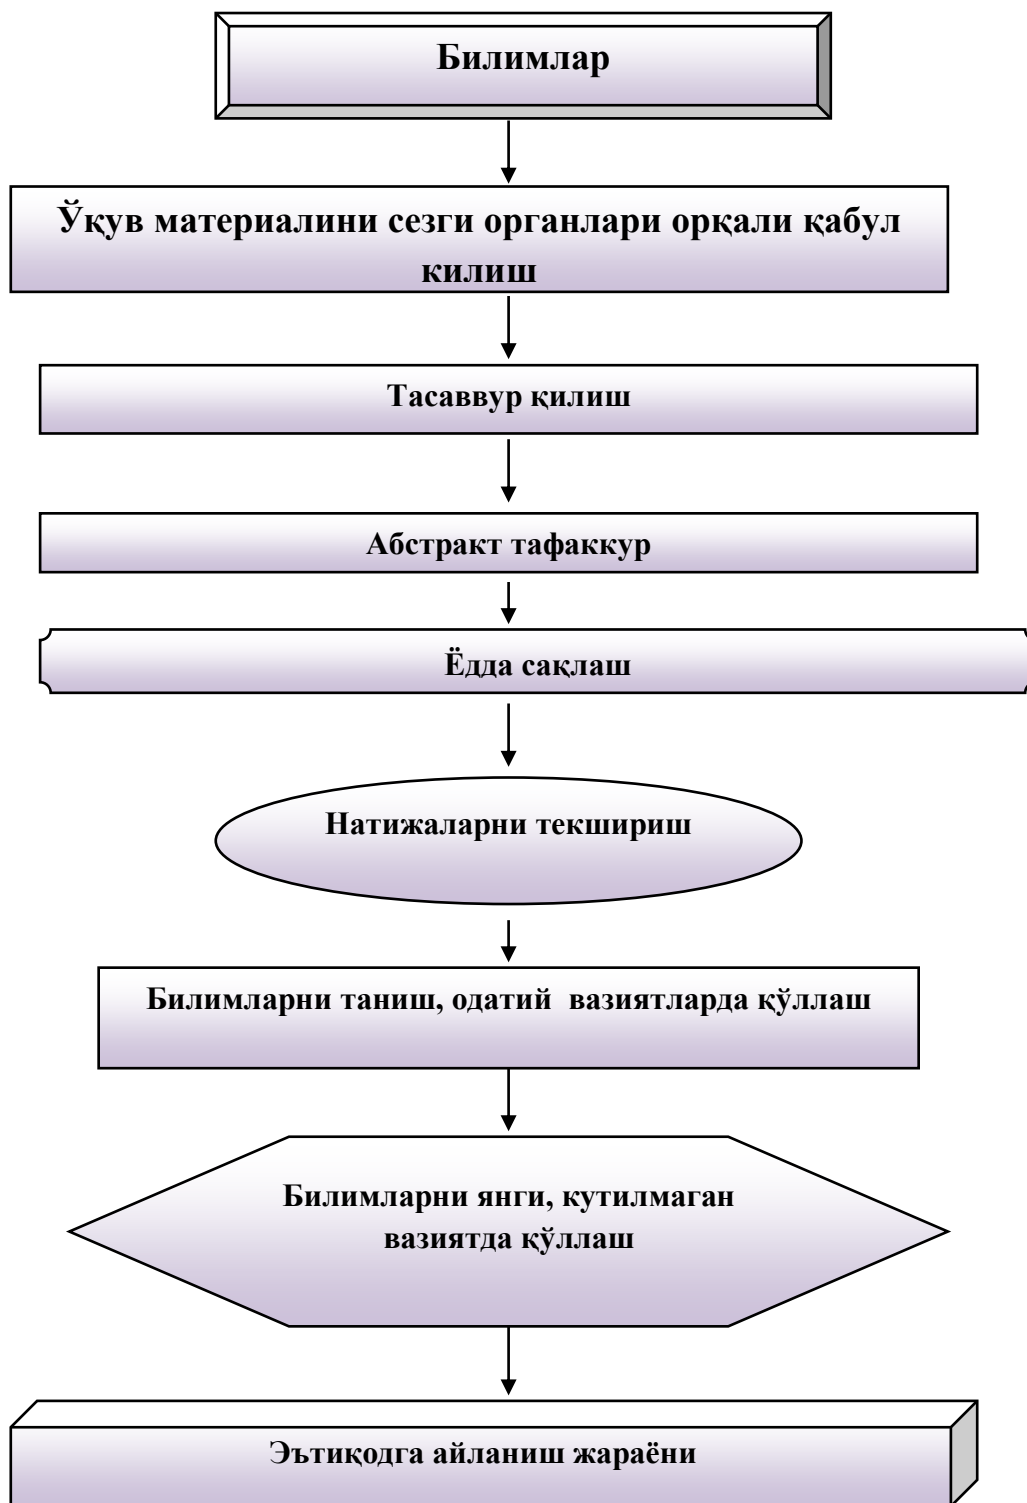 Билимлар
Ўқув материалини сезги органлари орқали қабул
килиш
Тасаввур қилиш
Абстракт тафаккур
Ёдда сақлаш
Натижаларни текшириш
Билимларни таниш, одатий вазиятларда қўллаш
Билимларни янги, кутилмаган
вазиятда қўллаш
Эътиқодга айланиш жараёни